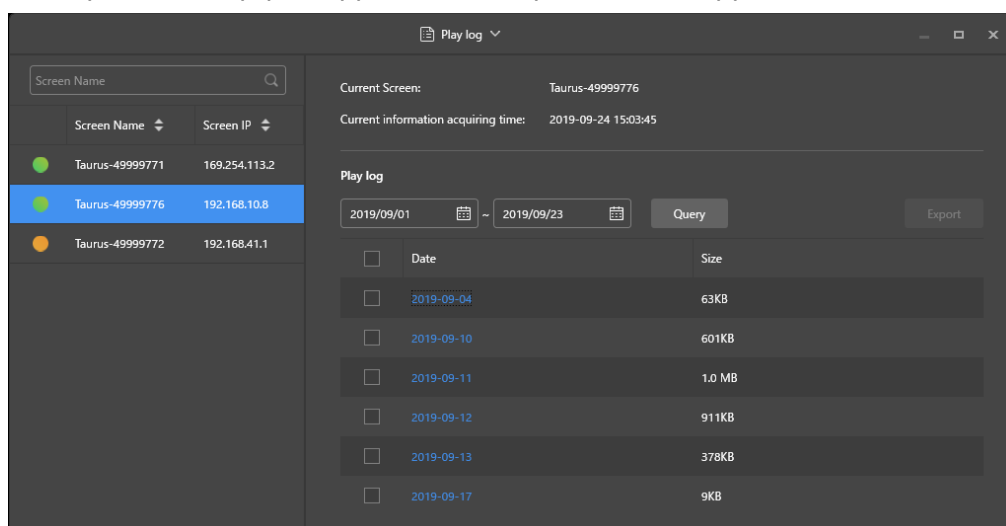 Play log
Screen Name
Screen Name Screen IP
Taurus-49999771 169.254.113.2
Taurus-49999776 192.168.10.8
Taurus-49999772 192.168.41.1
Current Screen: Taurus-49999776
Current information acquiring time: 2019-09-24 15:03:45
Play log
2019/09/01 ~ 2019/09/23 Query Export
Date Size
2019-09-04 63KB
2019-09-10 601KB
2019-09-11 1.0 MB
2019-09-12 911KB
2019-09-13 378KB
2019-09-17 9KB